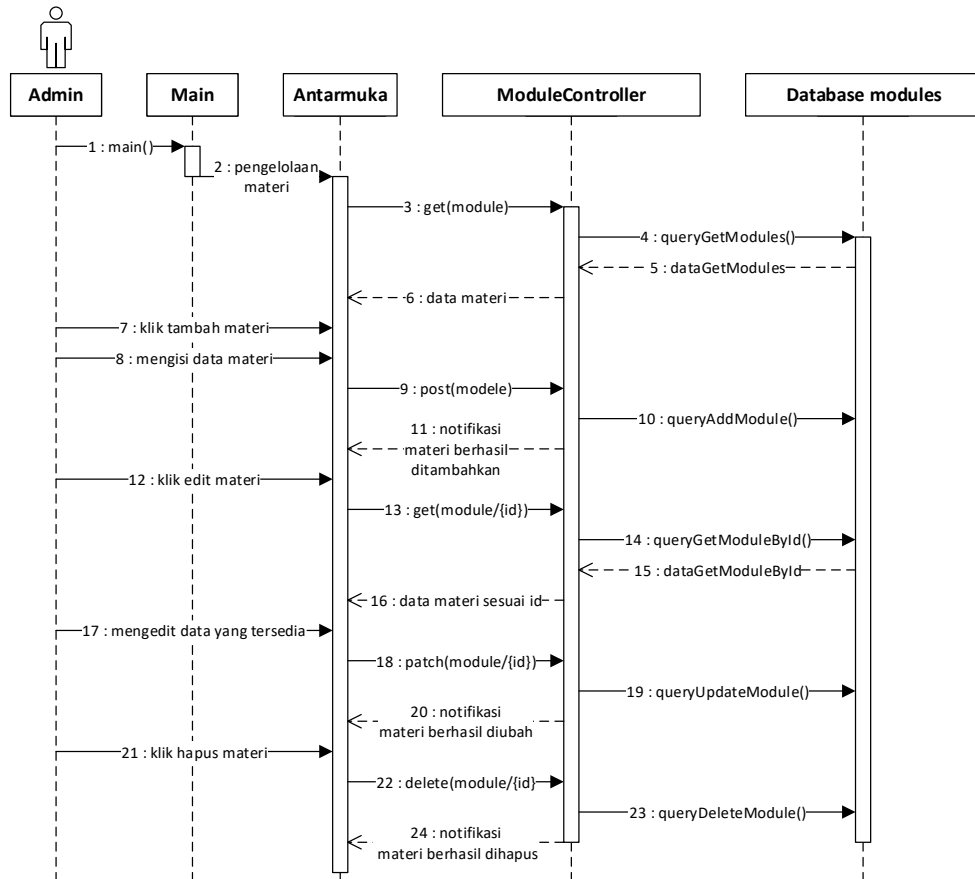 Admin
Main
Antarmuka
ModuleController
Database modules
1 : main()
2 : pengelolaan
materi
3 : get(module)
4 : queryGetModules()
5 : dataGetModules
6 : data materi
7 : klik tambah materi
8 : mengisi data materi
9 : post(modele)
10 : queryAddModule()
11 : notifikasi
materi berhasil
ditambahkan
12 : klik edit materi
13 : get(module/{id})
14 : queryGetModuleById()
15 : dataGetModuleById
16 : data materi sesuai id
17 : mengedit data yang tersedia
18 : patch(module/{id})
19 : queryUpdateModule()
20 : notifikasi
materi berhasil diubah
21 : klik hapus materi
22 : delete(module/{id}
23 : queryDeleteModule()
24 : notifikasi
materi berhasil dihapus